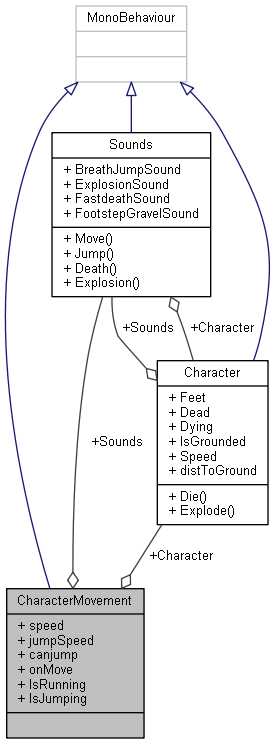 MonoBehaviour
Sounds
+ BreathJumpSound
+ ExplosionSound
+ FastdeathSound
+ FootstepGravelSound
+ Move()
+ Jump()
+ Death()
+ Explosion()
+Sounds
+Character
Character
+ Feet
+ Dead
+ Dying
+ IsGrounded
+ Speed
+ distToGround
+ Die()
+ Explode()
+Sounds
+Character
CharacterMovement
+ speed
+ jumpSpeed
+ canjump
+ onMove
+ IsRunning
+ IsJumping